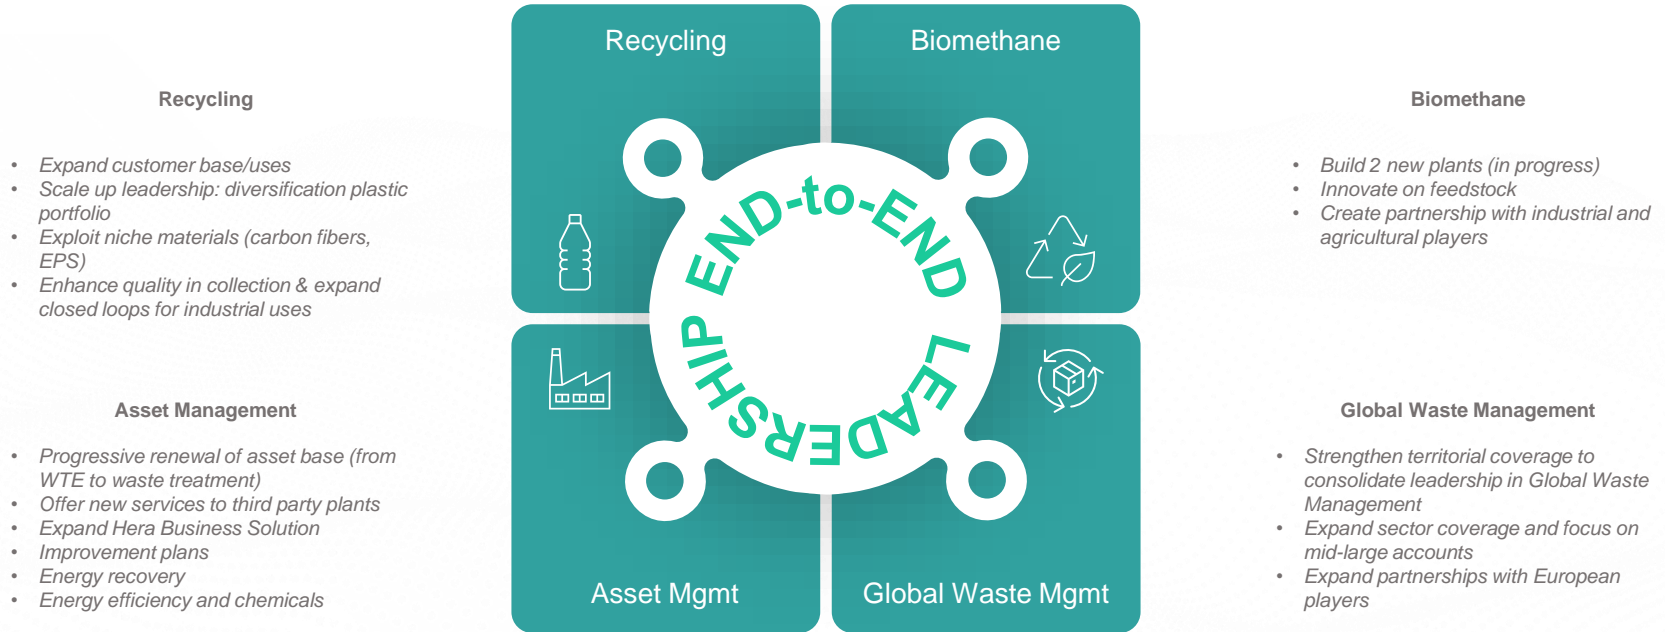 Recycling
• Expand customer base/uses
• Scale up leadership: diversification plastic
portfolio
• Exploit niche materials (carbon fibers,
EPS)
• Enhance quality in collection & expand
closed loops for industrial uses
Asset Management
• Progressive renewal of asset base (from
WTE to waste treatment)
• Offer new services to third party plants
• Expand Hera Business Solution
• Improvement plans
• Energy recovery
• Energy efficiency and chemicals
Recycling
Biomethane
END-to-END LEADERSHIP
Asset Mgmt
Global Waste Mgmt
Biomethane
• Build 2 new plants (in progress)
• Innovate on feedstock
• Create partnership with industrial and
agricultural players
Global Waste Management
• Strengthen territorial coverage to
consolidate leadership in Global Waste
Management
• Expand sector coverage and focus on
mid-large accounts
• Expand partnerships with European
players